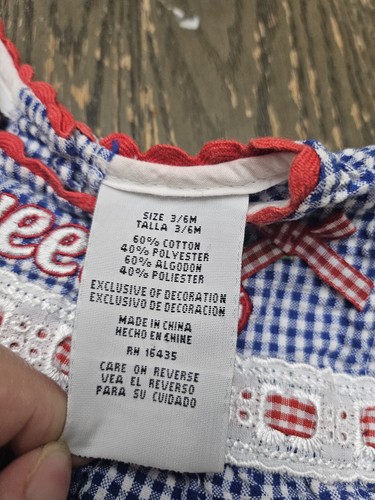 SIZE 3/6M
TALLA 3/6M
60% COTTON
40% POLYESTER
60% ALGODON
40% POLIESTER
EXCLUSIVE OF DECORATION
EXCLUSIVO DE DECORACION
MADE IN CHINA
HECHO EN CHINE
RN 16435
CARE ON REVERSE
VEA EL REVERSO
PARA SU CUIDADO